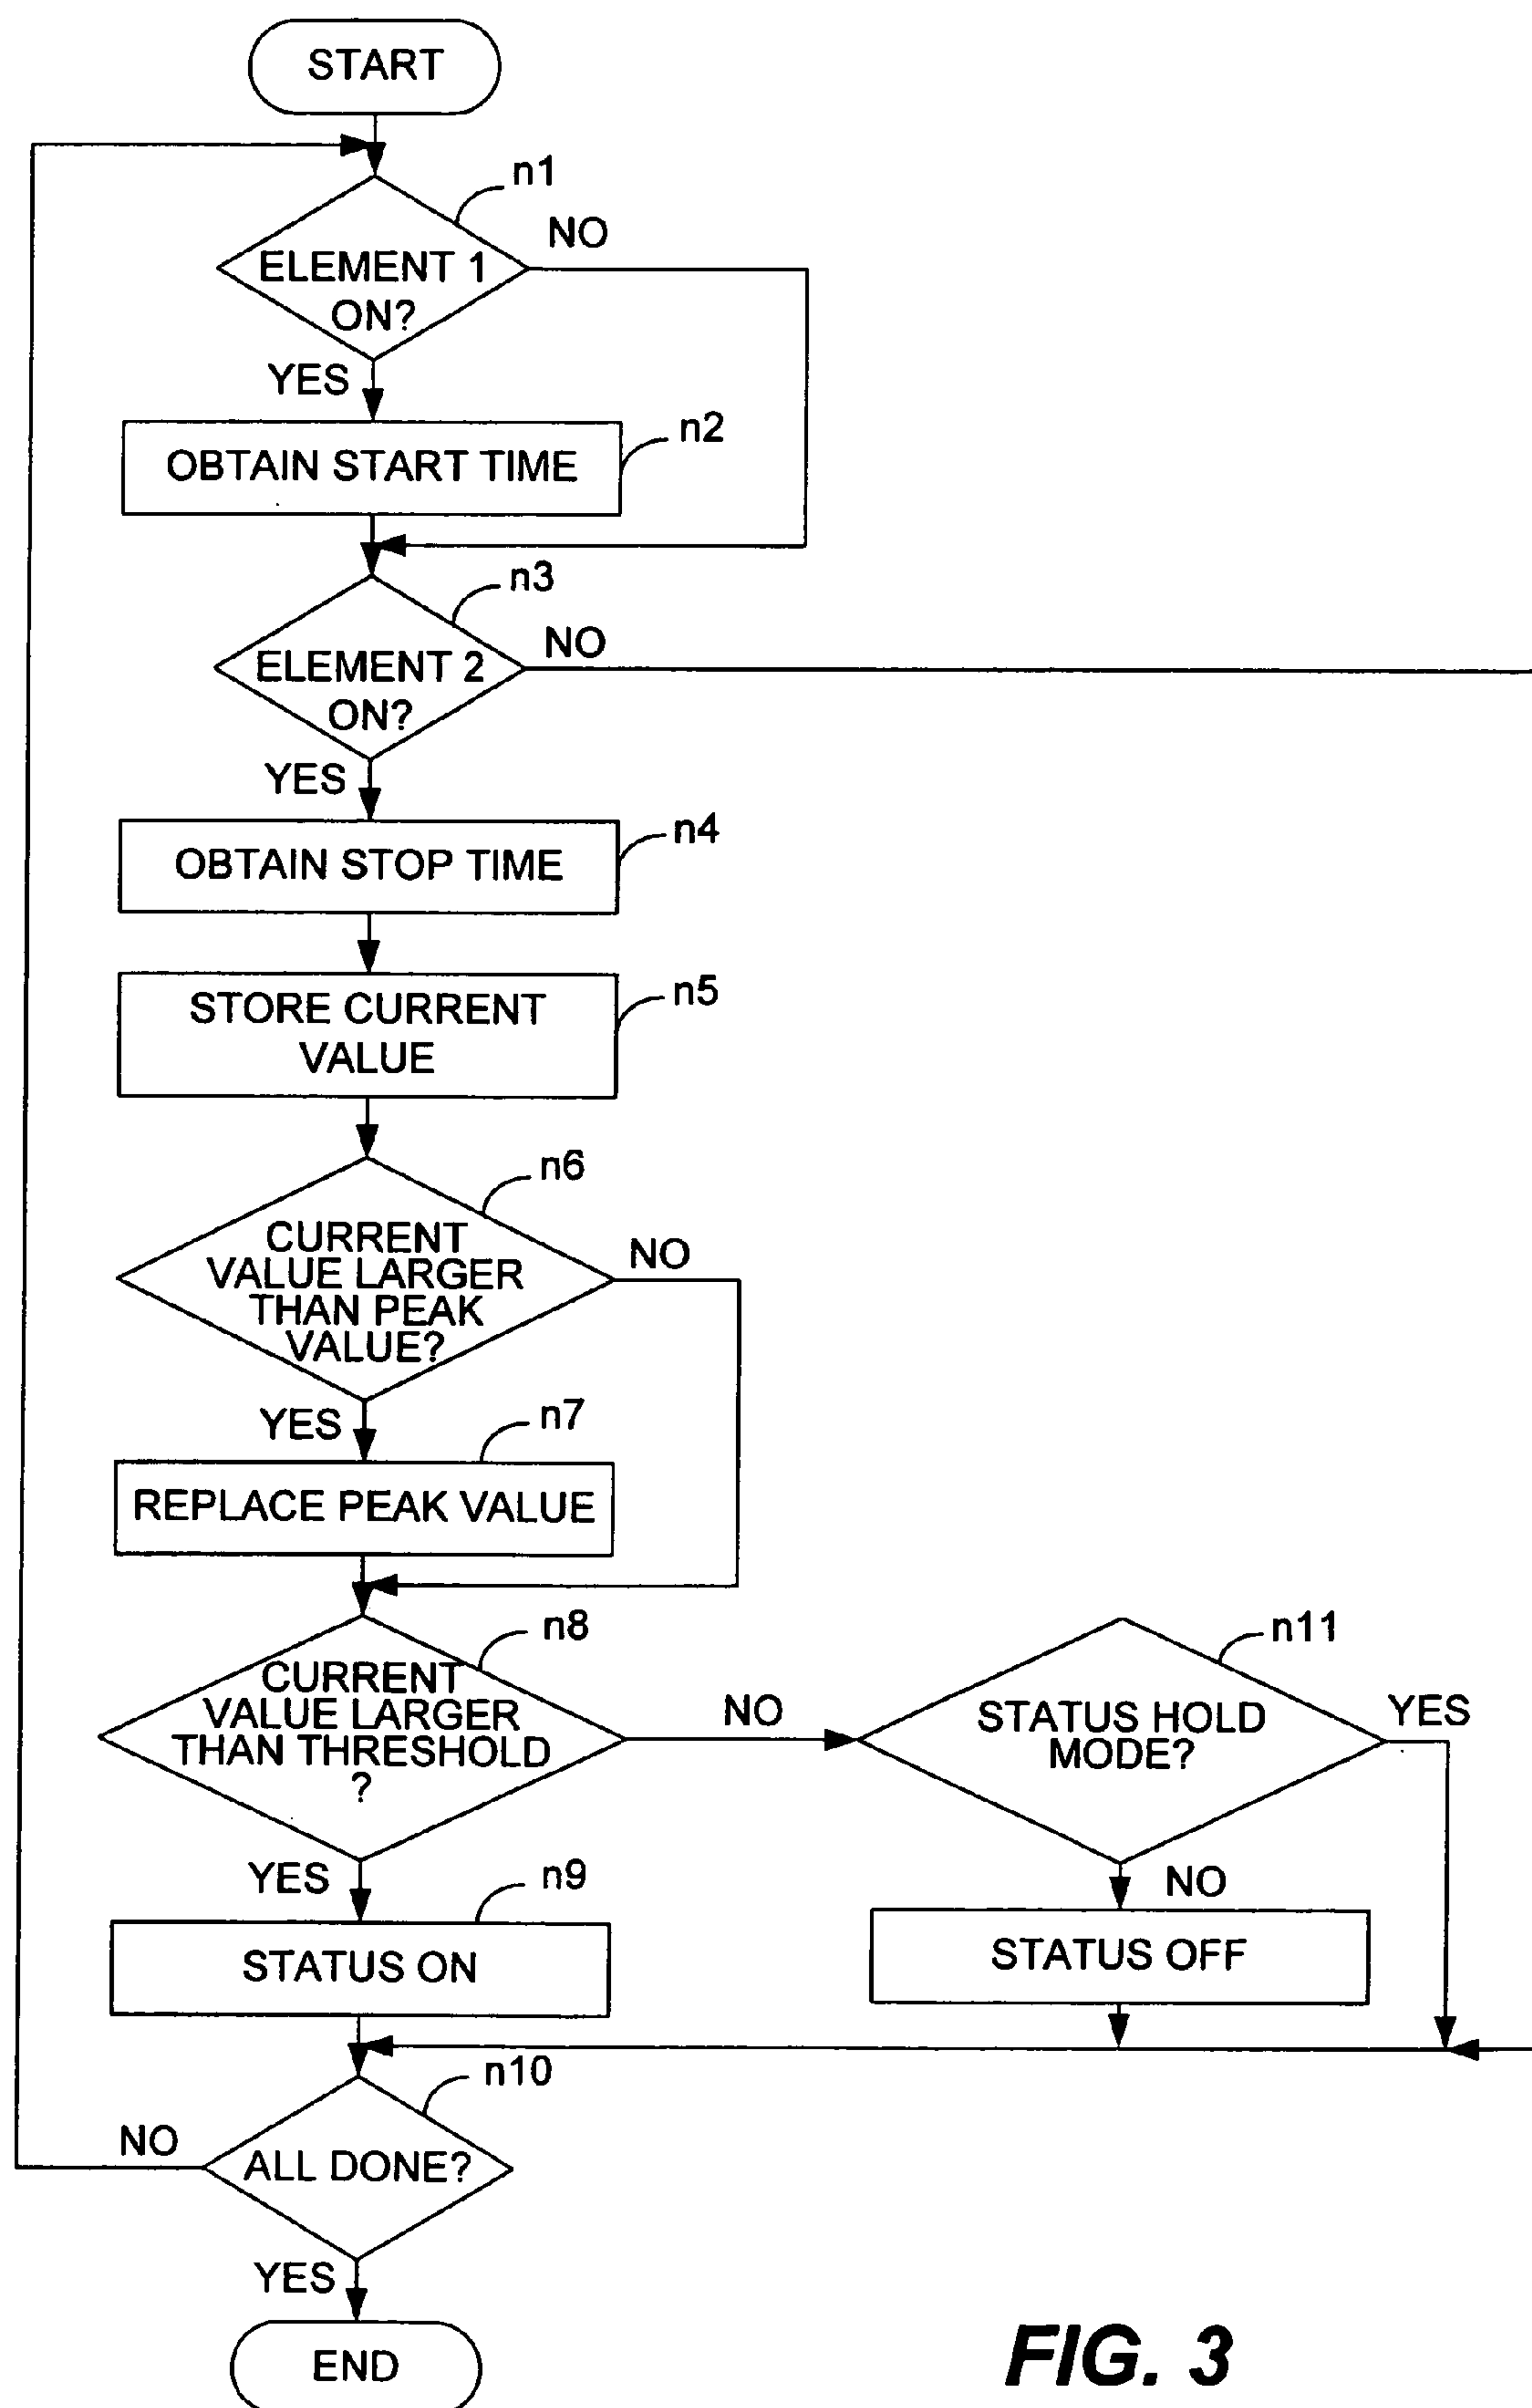 START
n1
NO
ELEMENT 1
ON?
YES
n2
OBTAIN START TIME
n3
NO
ELEMENT 2
ON?
YES
n4
OBTAIN STOP TIME
n5
STORE CURRENT
VALUE
n6
NO
CURRENT
VALUE LARGER
THAN PEAK
VALUE?
YES
n7
REPLACE PEAK VALUE
n8
CURRENT
VALUE LARGER
THAN THRESHOLD
?
NO
n11
STATUS HOLD
MODE?
YES
YES
n9
NO
STATUS ON
STATUS OFF
n10
NO
ALL DONE?
YES
END
FIG. 3